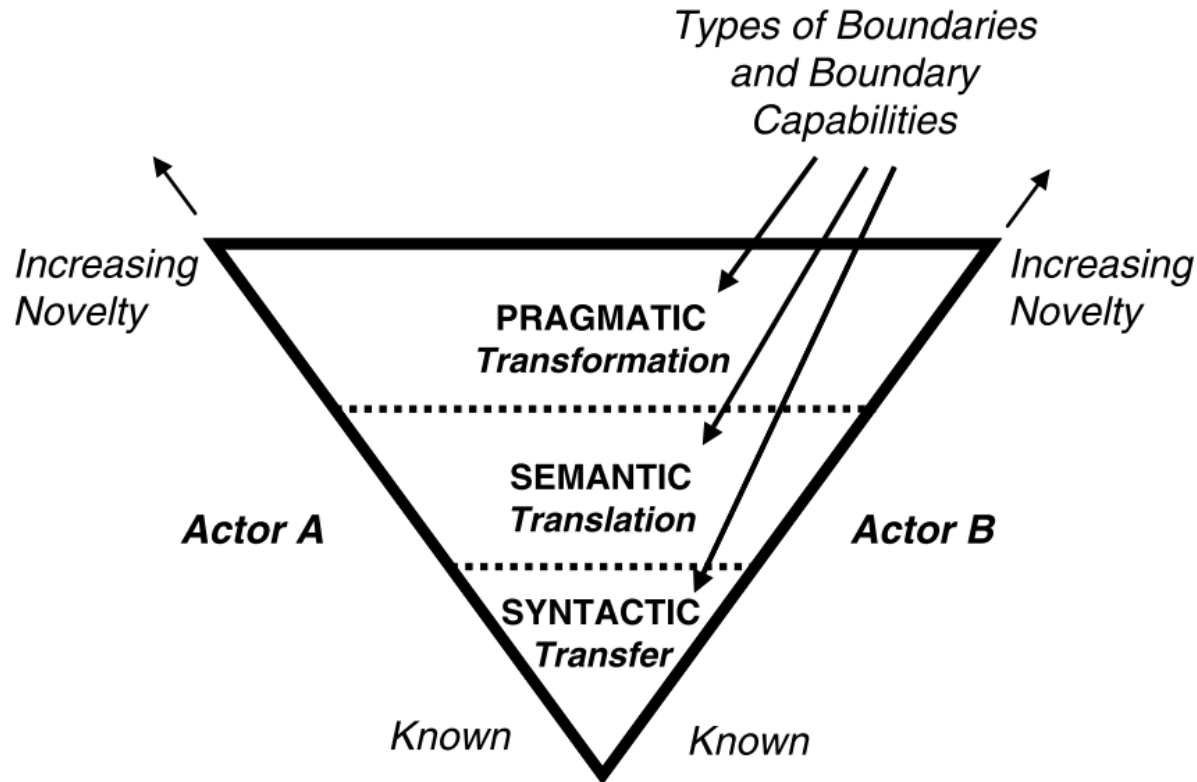 Types of Boundaries
and Boundary
Capabilities
Increasing
Novelty
Increasing
Novelty
PRAGMATIC
Transformation
SEMANTIC
Translation
Actor A
Actor B
SYNTACTIC
Transfer
Known
Known